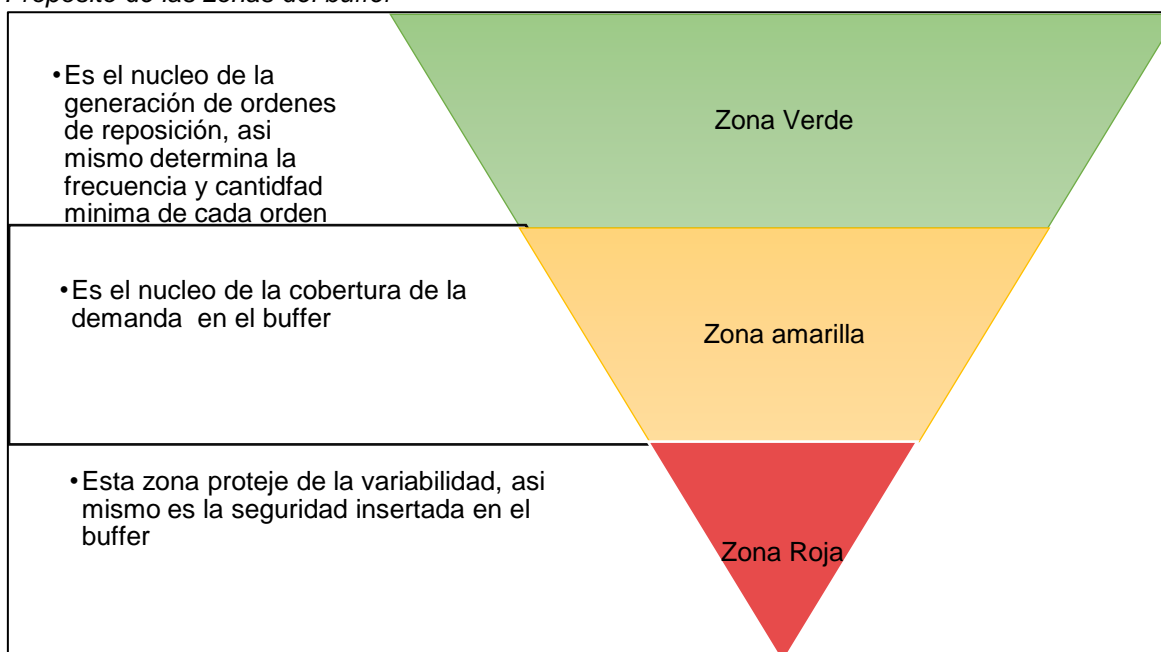 Propósito de las zonas del buffer
•Es el nucleo de la
generación de ordenes
de reposición, asi
mismo determina la
frecuencia y cantidfad
minima de cada orden
Zona Verde
•Es el nucleo de la cobertura de la
demanda en el buffer
Zona amarilla
•Esta zona proteje de la variabilidad, asi
mismo es la seguridad insertada en el
buffer
Zona Roja